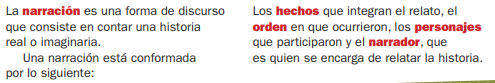 La narración es una forma de discurso
que consiste en contar una historia
real o imaginaria.
Una narración está conformada
por lo siguiente:
Los hechos que integran el relato, el
orden en que ocurrieron, los personajes
que participaron y el narrador, que
es quien se encarga de relatar la historia.